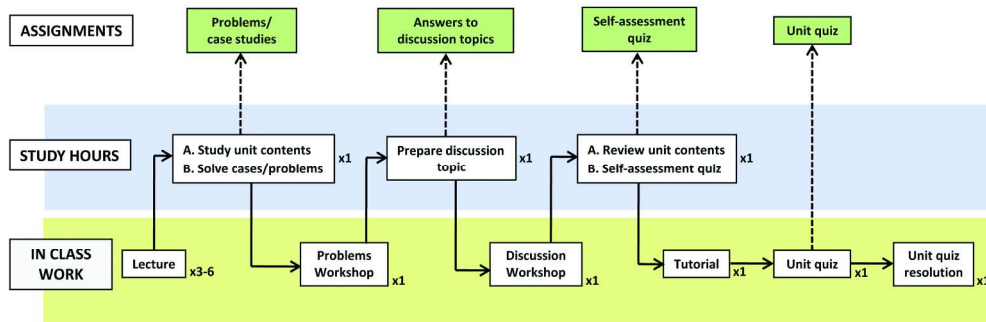 ASSIGNMENTS
Problems/
case studies
Answers to
discussion topics
Self-assessment
quiz
Unit quiz
STUDY HOURS
A. Study unit contents
B. Solve cases/problems
x1
Prepare discussion
topic
x1
A. Review unit contents
B. Self-assessment quiz
x1
IN CLASS
WORK
Lecture
x3-6
Problems
Workshop
x1
Discussion
Workshop
x1
Tutorial
x1
Unit quiz
x1
Unit quiz
resolution
x1